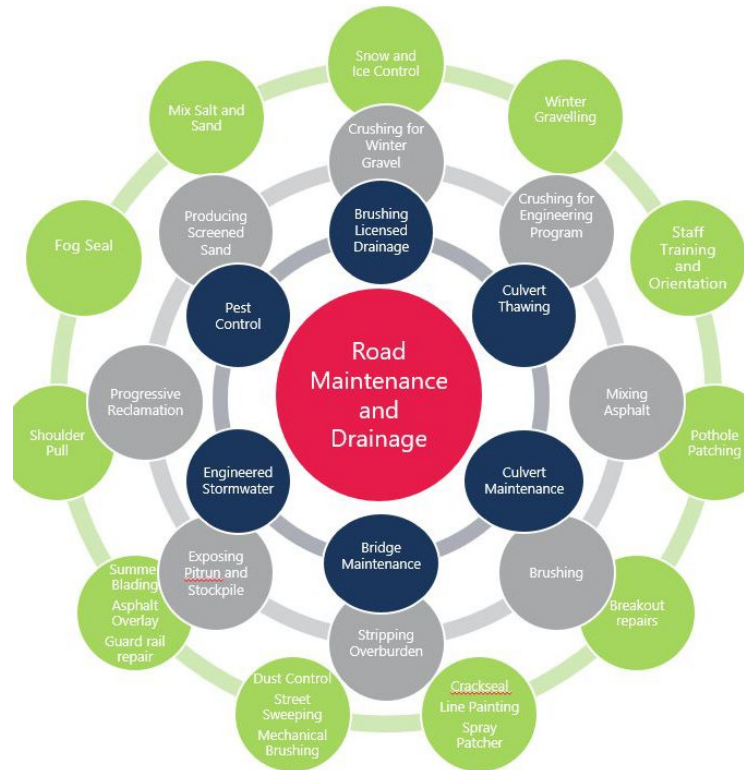 Snow and
Ice Control
Winter
Gravelling
Staff
Training
and
Orientation
Pothole
Patching
Breakout
repairs
Crackseal
Line Painting
Spray
Patcher
Dust Control
Street
Sweeping
Mechanical
Brushing
Summe
Blading
Asphalt
Overlay
Guard rail
repair
Shoulder
Pull
Fog Seal
Mix Salt and
Sand
Crushing for
Winter
Gravel
Crushing for
Engineering
Program
Mixing
Asphalt
Brushing
Stripping
Overburden
Exposing
Pitrun and
Stockpile
Progressive
Reclamation
Producing
Screened
Sand
Brushing
Licensed
Drainage
Culvert
Thawing
Culvert
Maintenance
Bridge
Maintenance
Engineered
Stormwater
Pest
Control
Road
Maintenance
and
Drainage